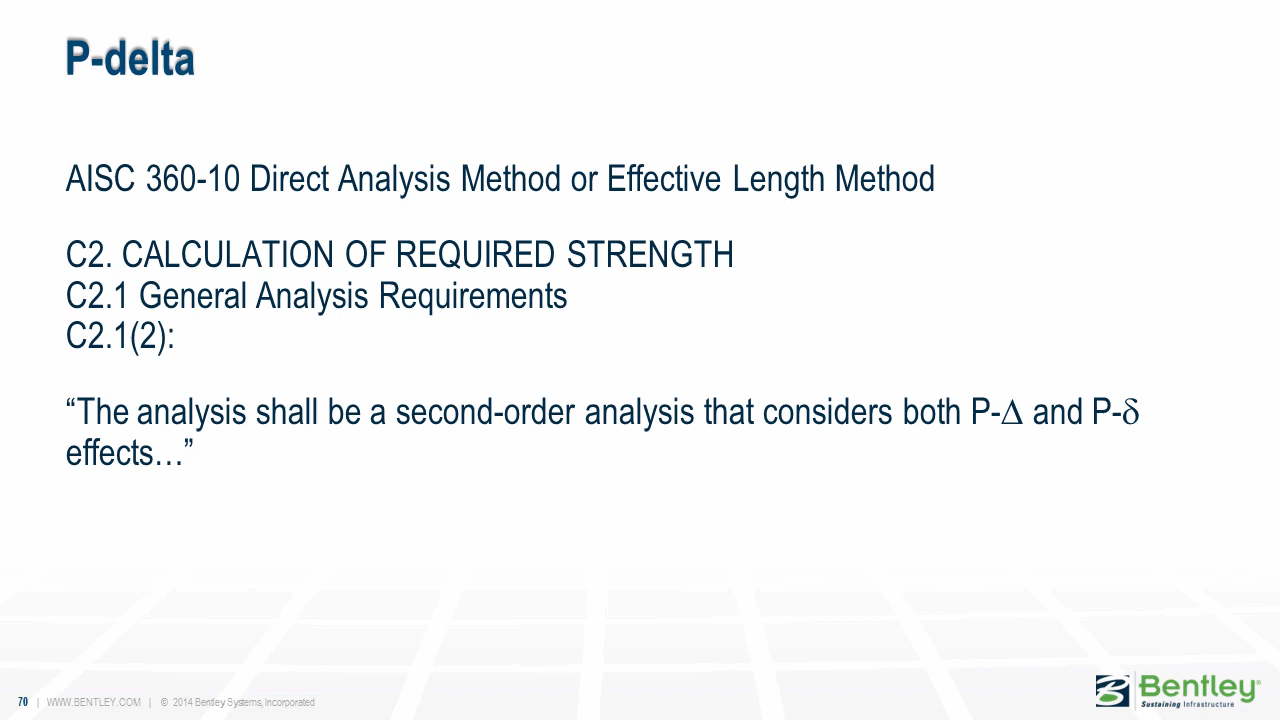 P-delta
AISC 360-10 Direct Analysis Method or Effective Length Method
C2. CALCULATION OF REQUIRED STRENGTH
C2.1 General Analysis Requirements
C2.1(2):
“The analysis shall be a second-order analysis that considers both P-Δ and P-δ
effects…”
70 | WWW.BENTLEY.COM | © 2014 Bentley Systems, Incorporated
Bentley®
Sustaining Infrastructure